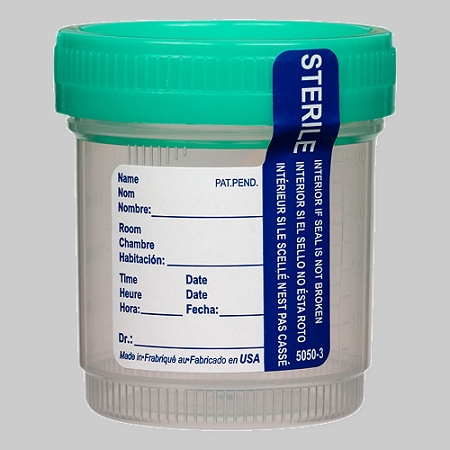 Name
PAT.PEND.
Nom
Nombre:
Room
Chambre
Habitación:
Time Date
Heure Date
Hora: Fecha:
Dr.:
Made in•Frabriqué au•Fabricado en USA
STERILE
INTERIOR IF SEAL IS NOT BROKEN
INTERIOR SI EL SELLO NO ÉSTA ROTO
INTÉRIEUR SI LE SCELLÉ N'EST PAS CASSÉ
5050-3